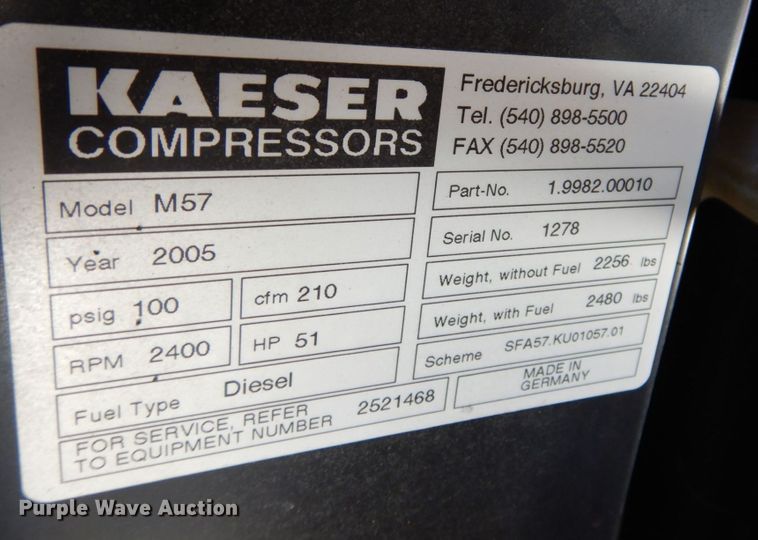 KAESER
COMPRESSORS
Fredericksburg, VA 22404
Tel. (540) 898-5500
FAX (540) 898-5520
Model M57
Year 2005
psig 100
cfm 210
RPM 2400
HP 51
Fuel Type Diesel
FOR SERVICE, REFER
TO EQUIPMENT NUMBER 2521468
Part-No. 1.9982.00010
Serial No. 1278
Weight, without Fuel 2256 lbs
Weight, with Fuel 2480 lbs
Scheme SFA57.KU01057.01
MADE IN
GERMANY
Purple Wave Auction